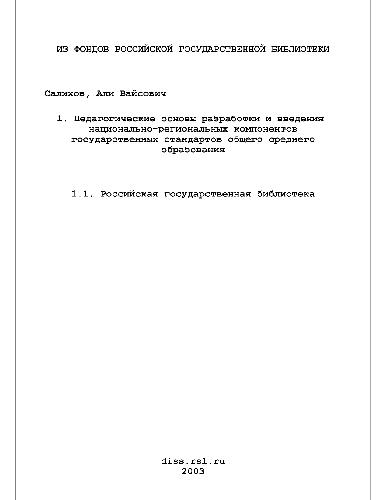 ИЗ ФОНДОВ РОССИЙСКОЙ ГОСУДАРСТВЕННОЙ БИБЛИОТЕКИ
Салихов, Али Вайсович
1. Педагогические основы разработки и введения
национально-региональных компонентов
государственных стандартов общего среднего
образования
1.1. Российская государственная библиотека
diss.rsl.ru
2003